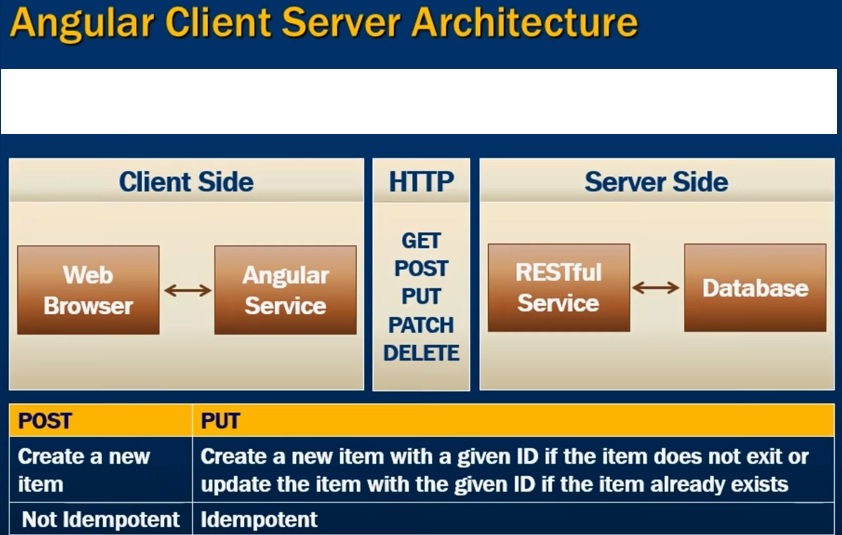 Angular Client Server Architecture
Client Side
Web
Browser
Angular
Service
HTTP
GET
POST
PUT
PATCH
DELETE
Server Side
RESTful
Service
Database
POST
PUT
Create a new
item
Create a new item with a given ID if the item does not exit or
update the item with the given ID if the item already exists
Not Idempotent
Idempotent